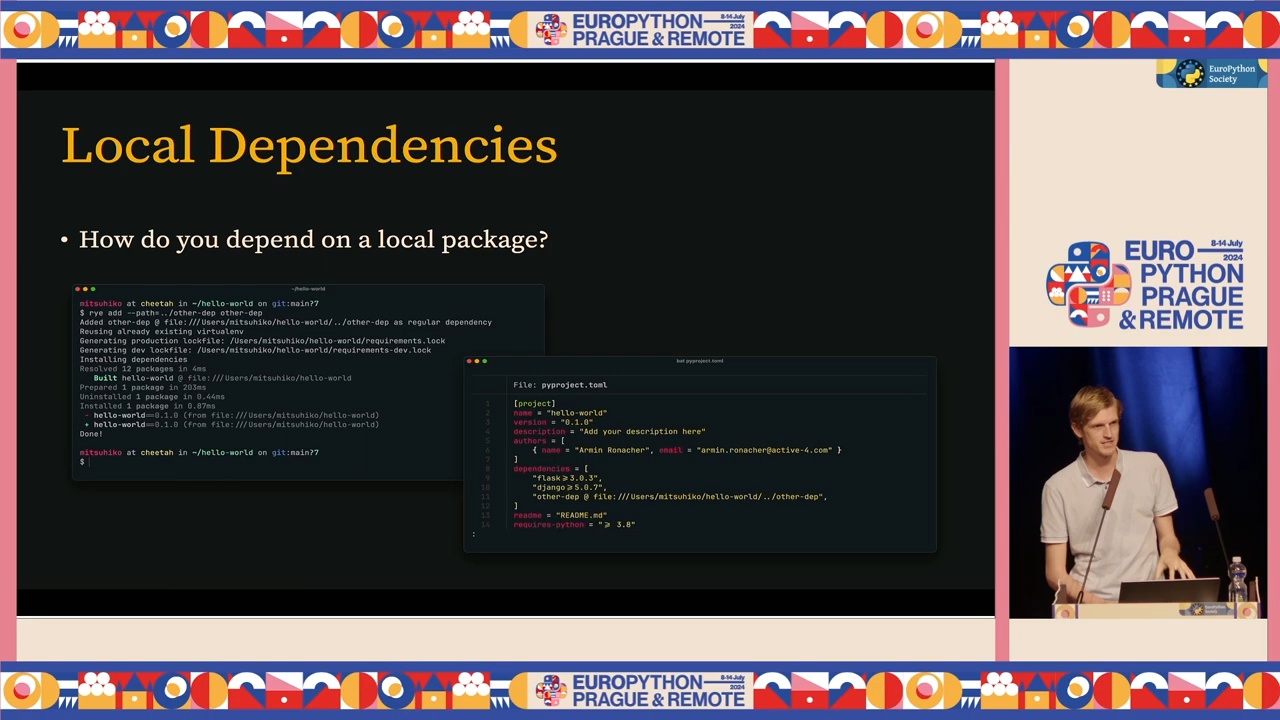 EUROPYTHON
PRAGUE & REMOTE
8-14 July
2024
EuroPython
Society
Local Dependencies
• How do you depend on a local package?
~/hello-world
mitsuhiko at cheetah in ~/hello-world on git:main?7
$ rye add --path=../other-dep other-dep
Added other-dep @ file:///Users/mitsuhiko/hello-world/../other-dep as regular dependency
Reusing already existing virtualenv
Generating production lockfile: /Users/mitsuhiko/hello-world/requirements.lock
Generating dev lockfile: /Users/mitsuhiko/hello-world/requirements-dev.lock
Installing dependencies
Resolved 12 packages in 4ms
Built hello-world @ file:///Users/mitsuhiko/hello-world
Prepared 1 package in 203ms
Uninstalled 1 package in 0.44ms
Installed 1 package in 0.87ms
- hello-world==0.1.0 (from file:///Users/mitsuhiko/hello-world)
+ hello-world==0.1.0 (from file:///Users/mitsuhiko/hello-world)
Done!
mitsuhiko at cheetah in ~/hello-world on git:main?7
$
bat pyproject.toml
File: pyproject.toml
1 [project]
2 name = "hello-world"
3 version = "0.1.0"
4 description = "Add your description here"
5 authors = [
6 { name = "Armin Ronacher", email = "armin.ronacher@active-4.com" }
7 ]
8 dependencies = [
9 "flask>=3.0.3",
10 "django>=5.0.7",
11 "other-dep @ file:///Users/mitsuhiko/hello-world/../other-dep",
12 ]
13 readme = "README.md"
14 requires-python = ">= 3.8"
:
EURO
8-14 July
2024
PYTHON
PRAGUE
& REMOTE
EUROPYTHON
PRAGUE & REMOTE
8-14 July
2024